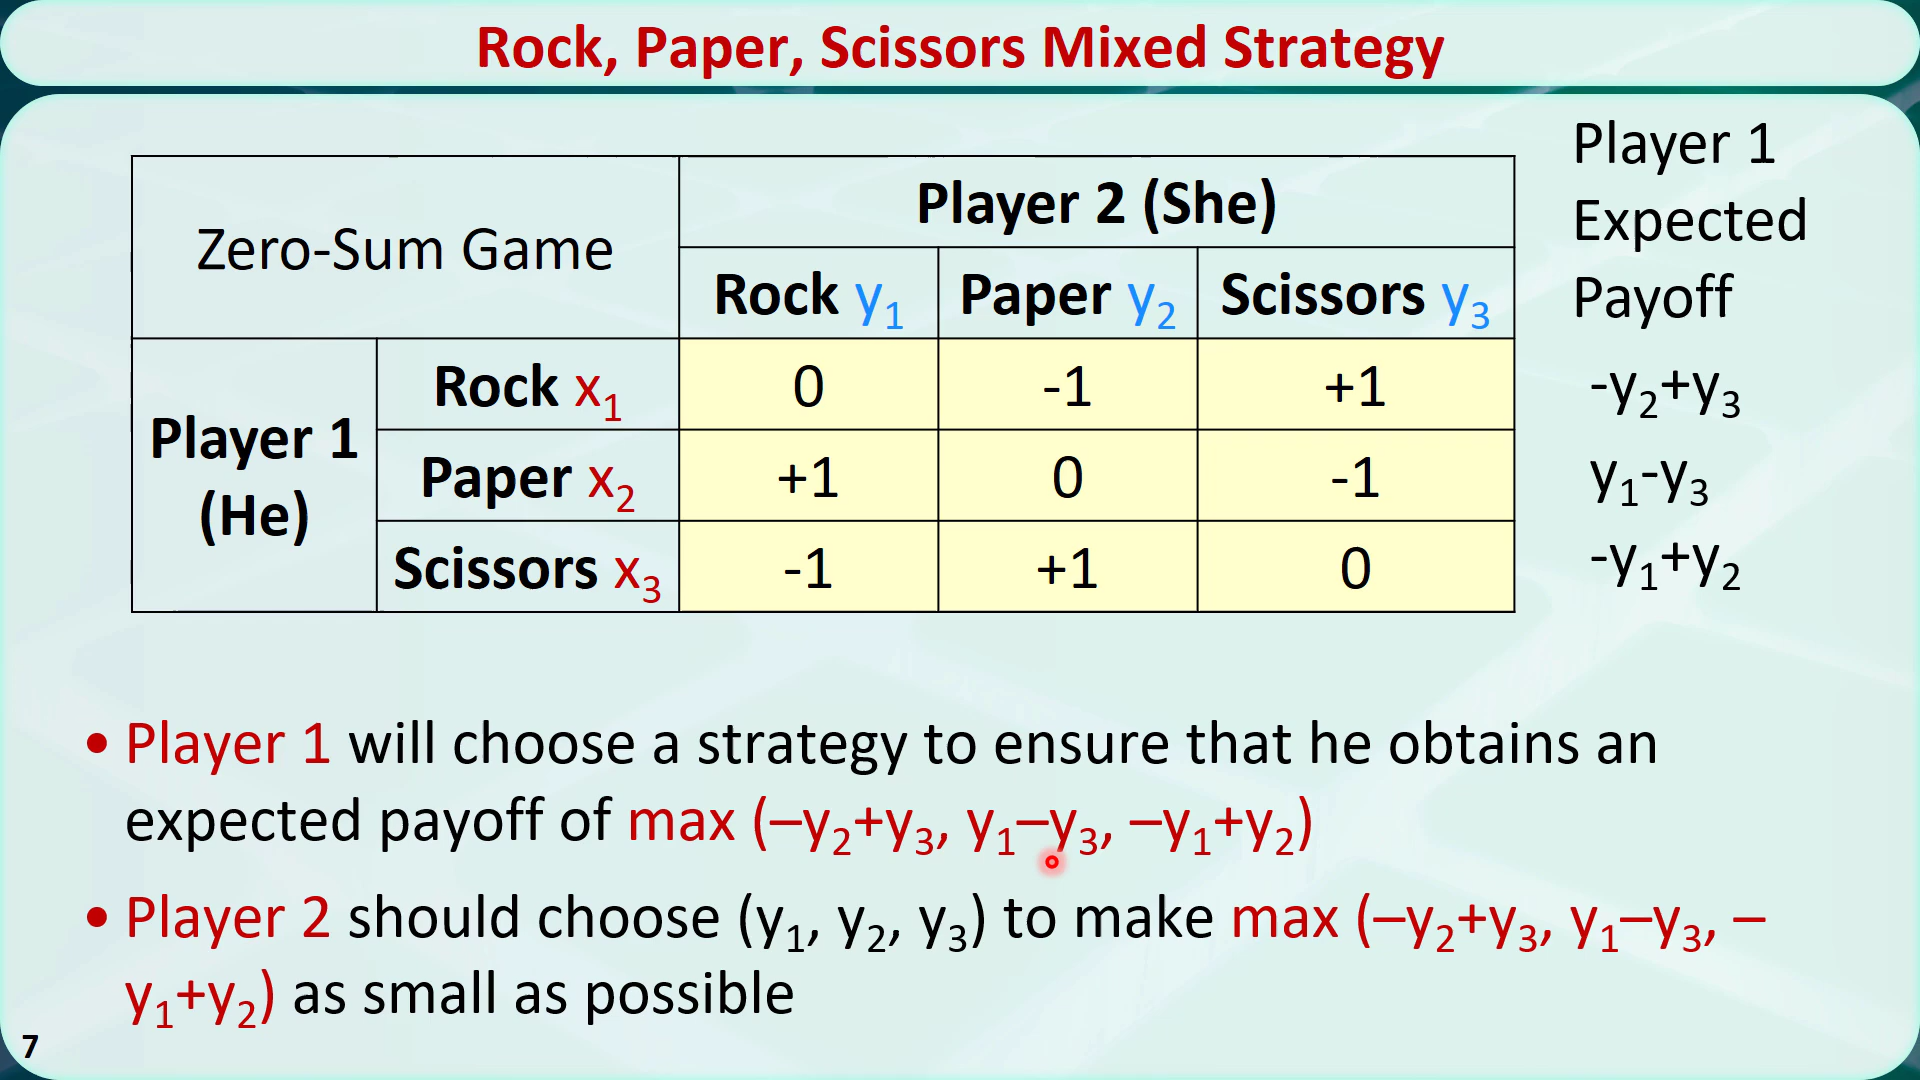 Rock, Paper, Scissors Mixed Strategy
Zero-Sum Game
Player 2 (She)
Rock y₁ Paper y₂ Scissors y₃
Player 1
(He)
Rock x₁ 0 -1 +1
Paper x₂ +1 0 -1
Scissors x₃ -1 +1 0
Player 1
Expected
Payoff
-y₂+y₃
y₁-y₃
-y₁+y₂
• Player 1 will choose a strategy to ensure that he obtains an
expected payoff of max (–y₂+y₃, y₁–y₃, –y₁+y₂)
• Player 2 should choose (y₁, y₂, y₃) to make max (–y₂+y₃, y₁–y₃, –
y₁+y₂) as small as possible
7